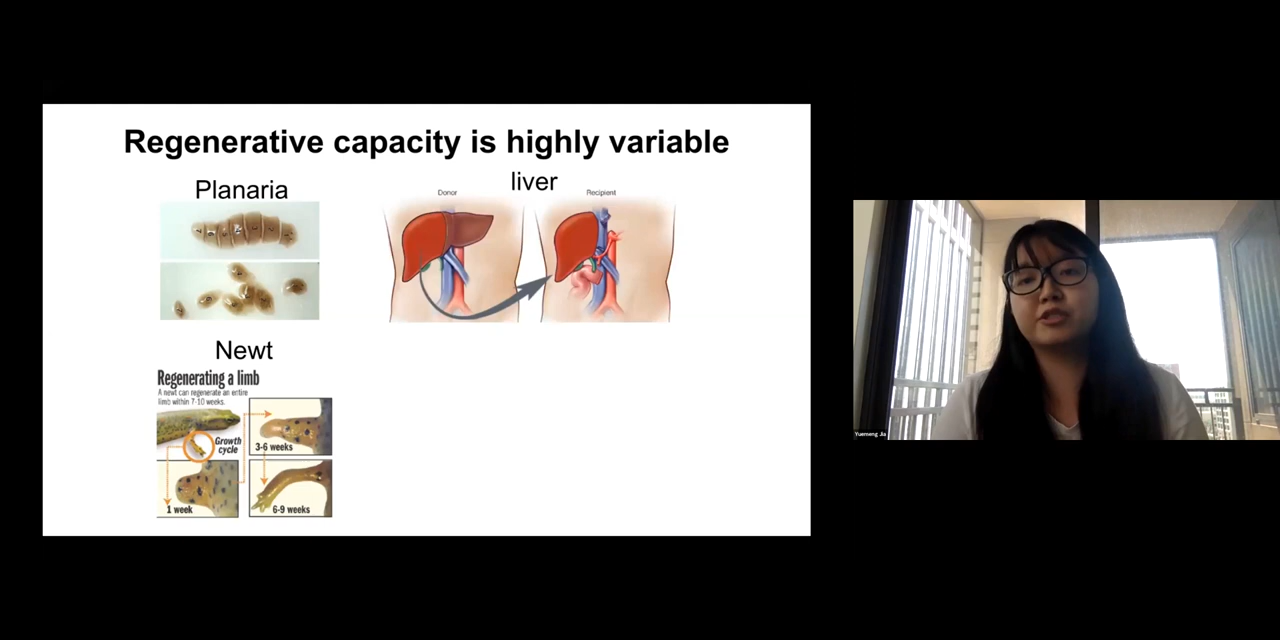 Regenerative capacity is highly variable
Planaria
liver
Donor
Recipient
Newt
Regenerating a limb
A newt can regenerate an entire
limb within 7-10 weeks.
Growth
cycle
3-6 weeks
1 week
6-9 weeks
Yuemeng Jia